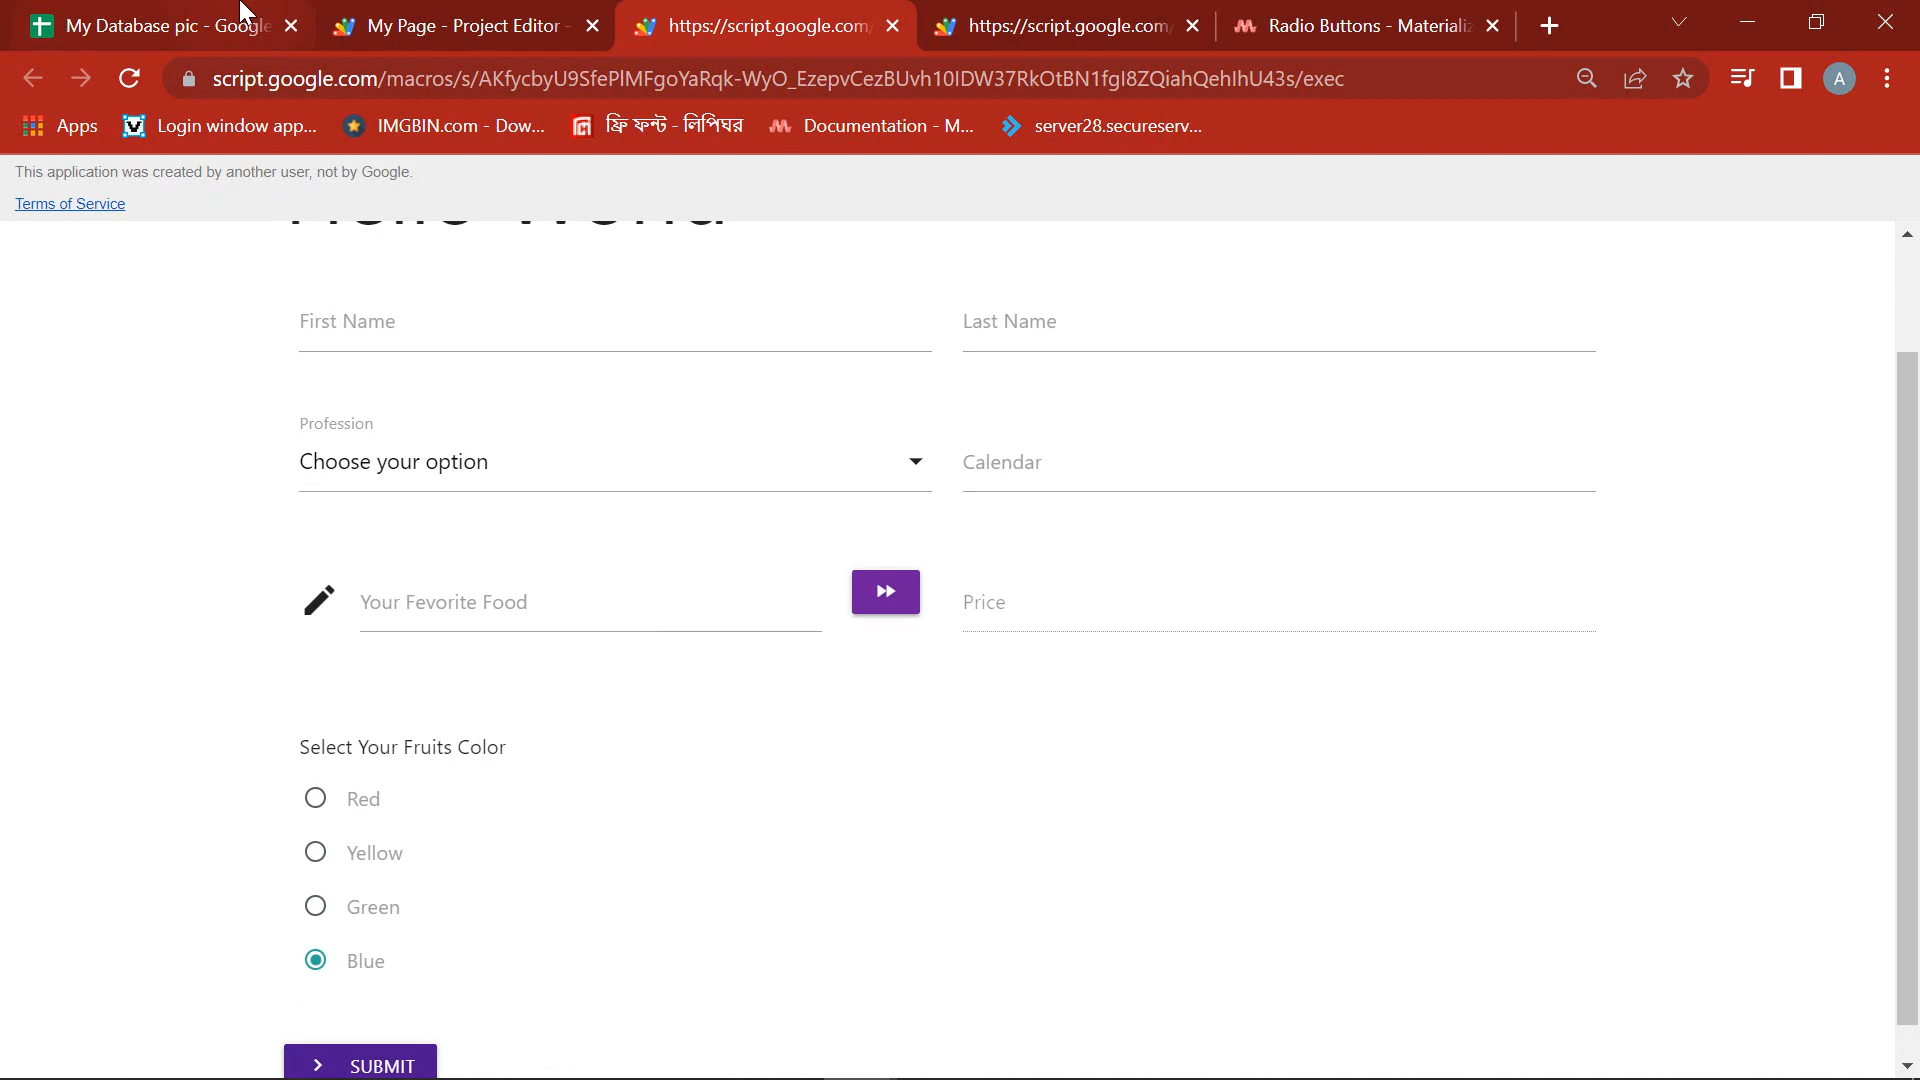 My Database pic - Google
My Page - Project Editor -
https://script.google.com/
https://script.google.com/
Radio Buttons - Materializ
script.google.com/macros/s/AKfycbyU9SfePlMFgoYaRqk-WyO_EzepvCezBUvh10IDW37RkOtBN1fgI8ZQiahQehIhU43s/exec
A
Apps
Login window app...
IMGBIN.com - Dow...
ফ্রি ফন্ট - লিপিঘর
Documentation - M...
server28.secureserv...
This application was created by another user, not by Google.
Terms of Service
Hello World
First Name
Last Name
Profession
Choose your option
Calendar
Your Fevorite Food
Price
Select Your Fruits Color
Red
Yellow
Green
Blue
SUBMIT